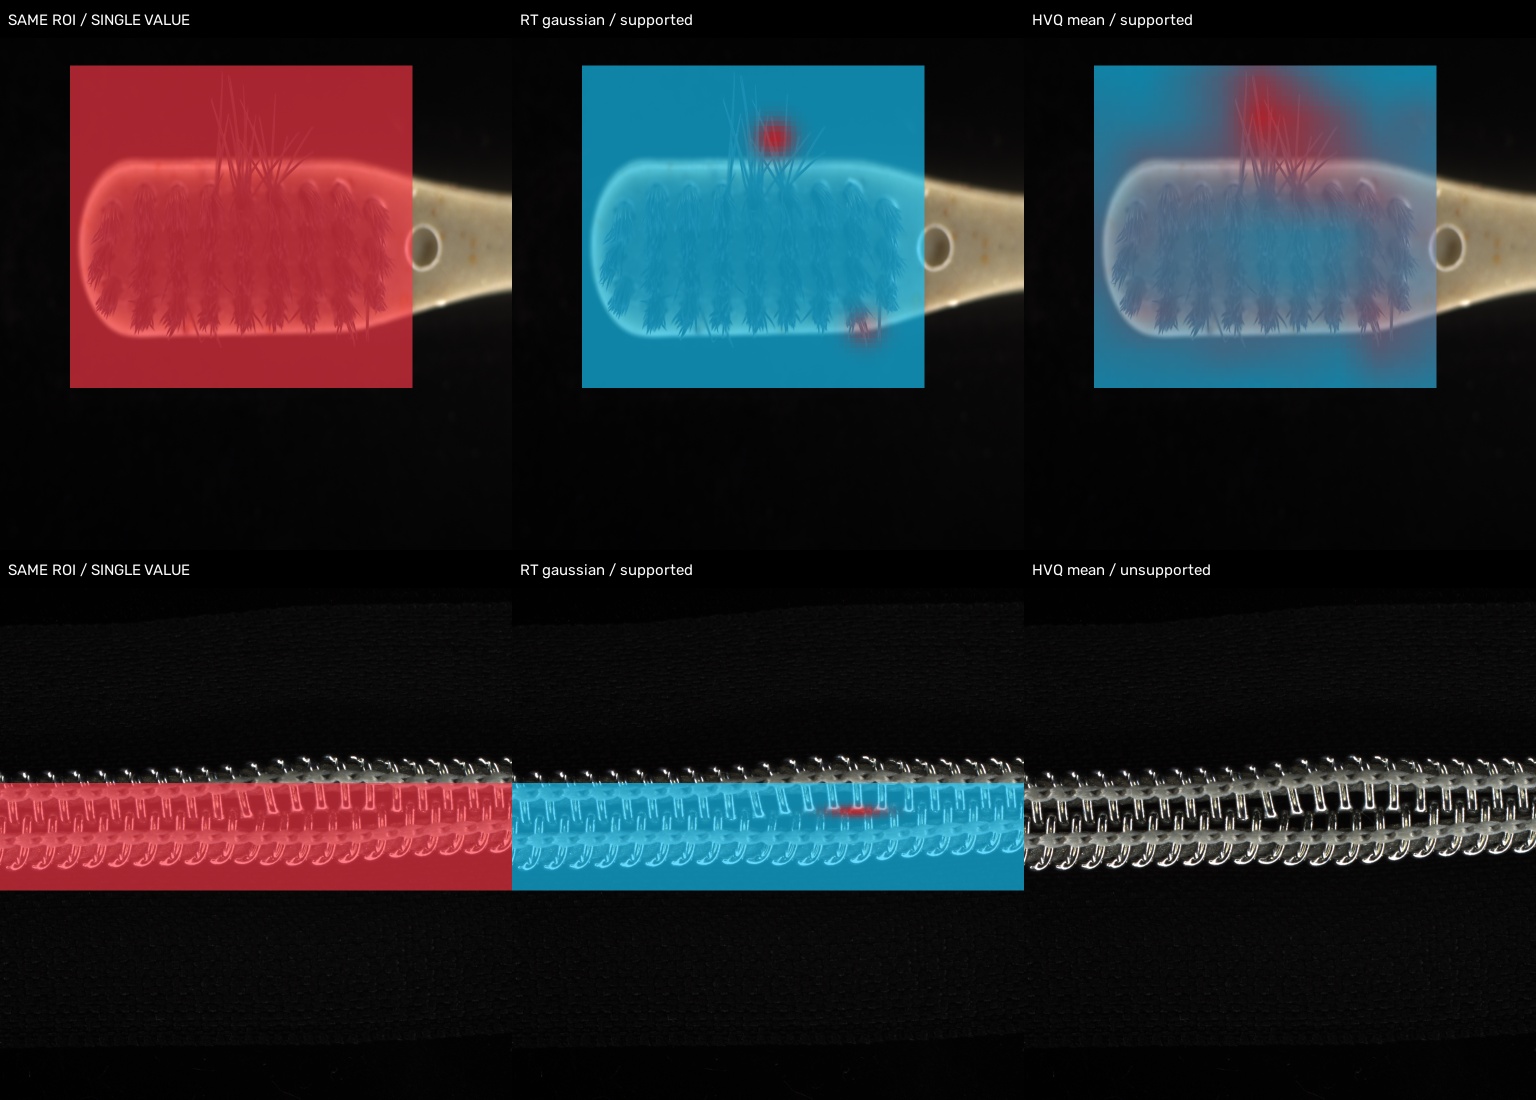 SAME ROI / SINGLE VALUE
RT gaussian / supported
HVQ mean / supported
SAME ROI / SINGLE VALUE
RT gaussian / supported
HVQ mean / unsupported